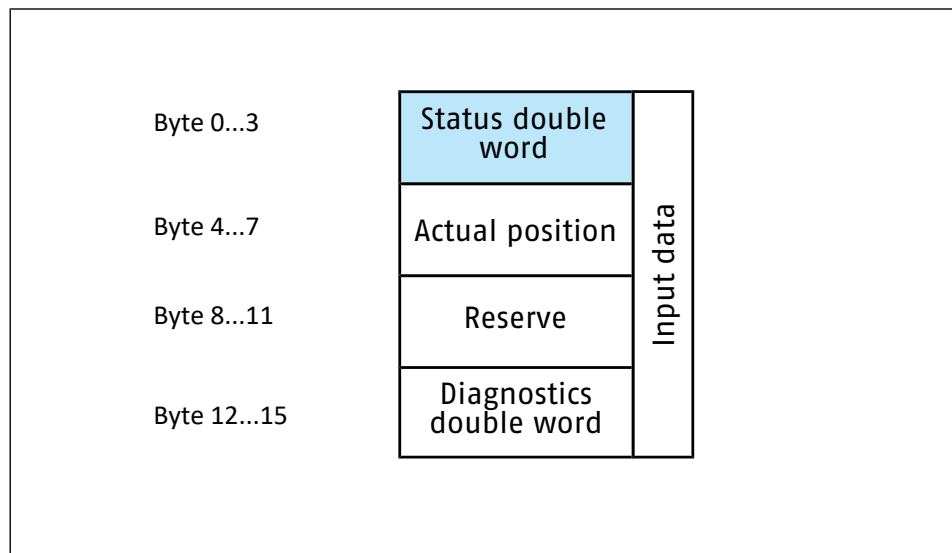 Byte 0...3
Status double
word
Byte 4...7
Actual position
Byte 8...11
Reserve
Byte 12...15
Diagnostics
double word
Input data